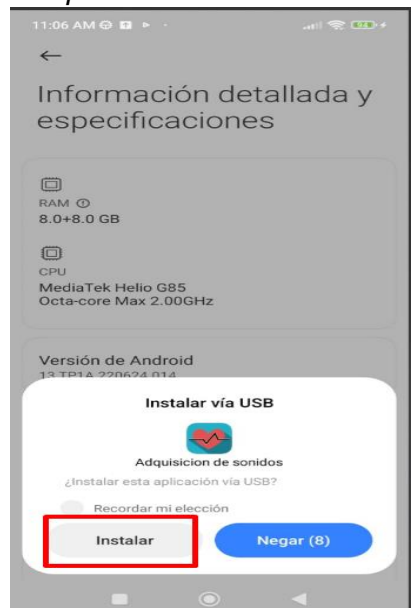 11:06 AM
Información detallada y
especificaciones
RAM
8.0+8.0 GB
CPU
MediaTek Helio G85
Octa-core Max 2.00GHz
Versión de Android
13 TP1A.220624.014
Instalar vía USB
Adquisicion de sonidos
¿Instalar esta aplicación vía USB?
Recordar mi elección
Instalar
Negar (8)